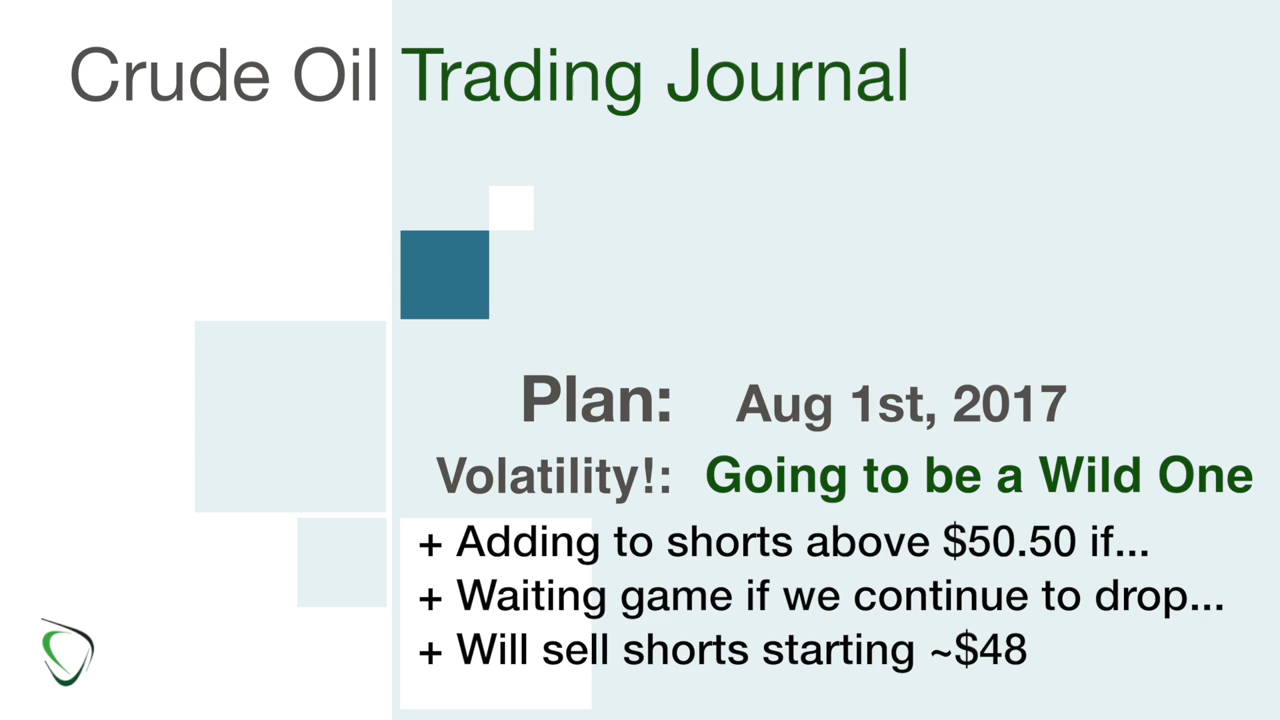 Crude Oil Trading Journal
Plan: Aug 1st, 2017
Volatility!: Going to be a Wild One
+ Adding to shorts above $50.50 if...
+ Waiting game if we continue to drop...
+ Will sell shorts starting ~$48